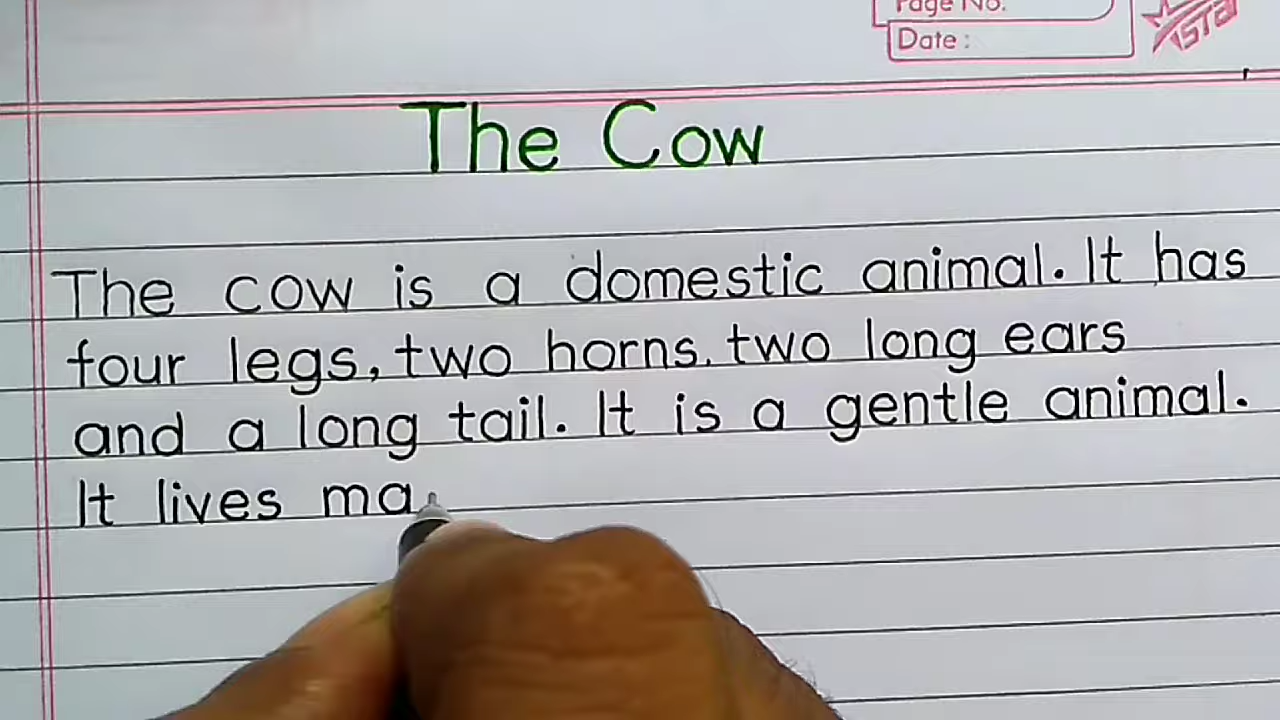 Page No.
Date :
The Cow
The cow is a domestic animal. It has
four legs, two horns. two long ears
and a long tail. It is a gentle animal.
It lives ma